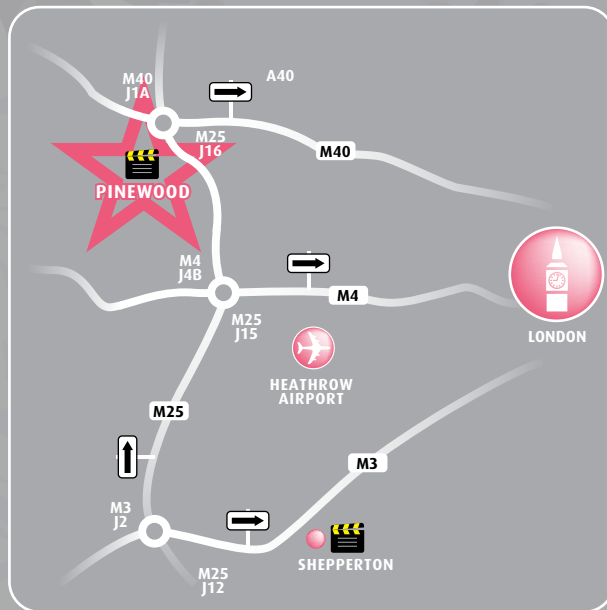 M40
J1A
A40
M25
J16
M40
PINEWOOD
M4
J4B
M4
M25
J15
LONDON
HEATHROW
AIRPORT
M25
M3
M3
J2
SHEPPERTON
M25
J12